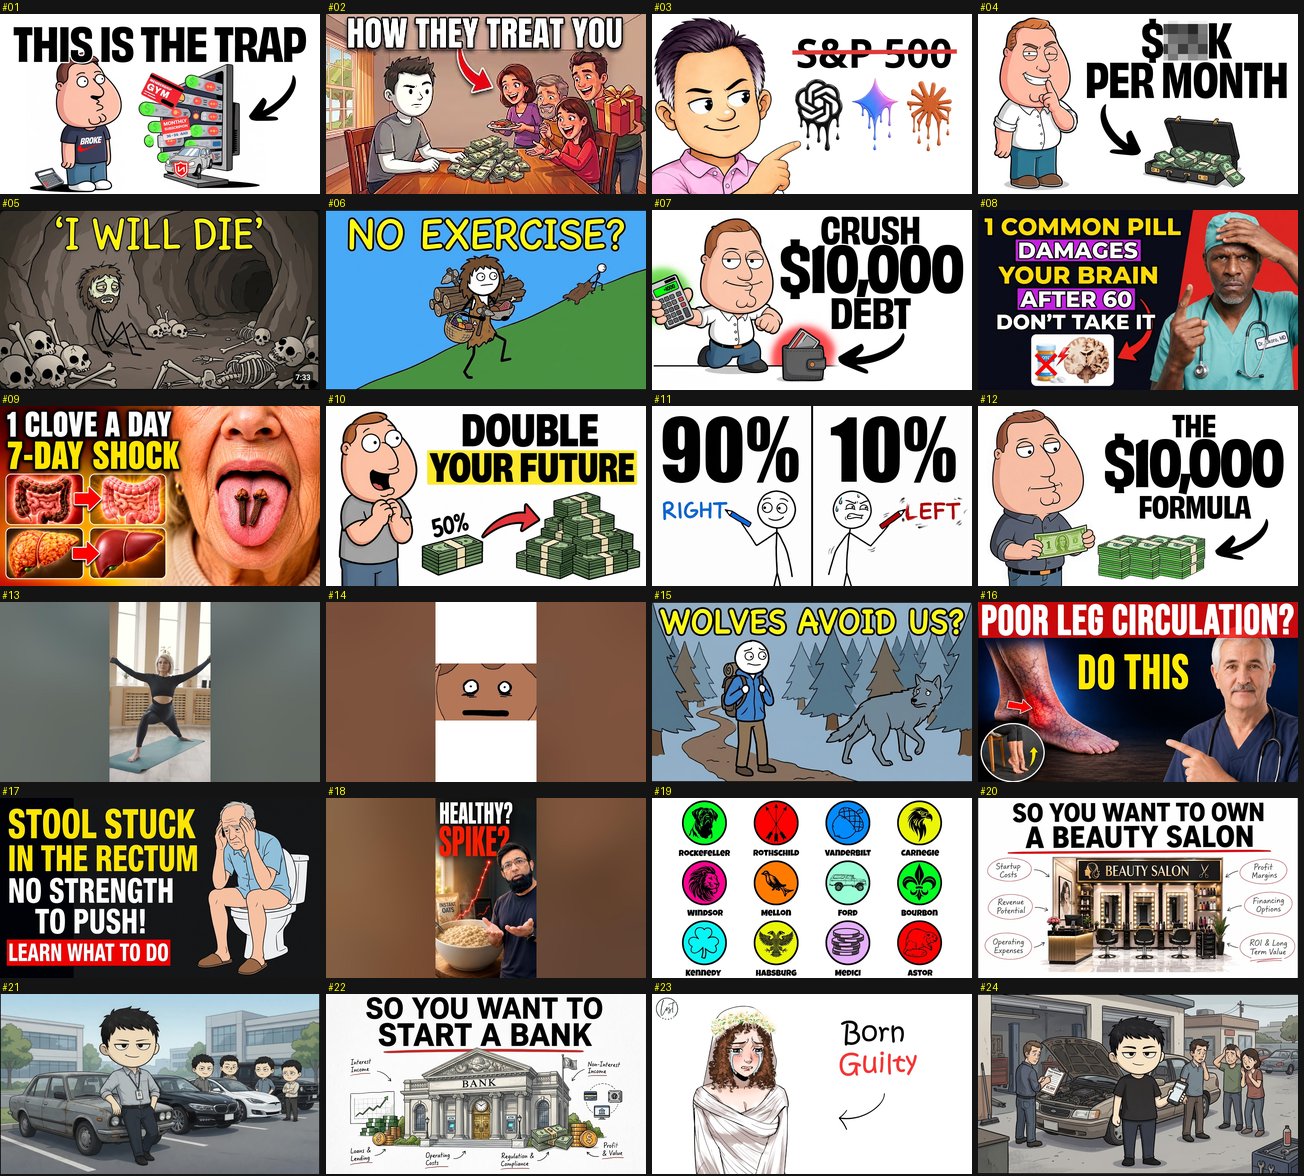 #01
THIS IS THE TRAP
GYM
MONTHLY
SUBSCRIPTION
BROKE
#02
HOW THEY TREAT YOU
#03
S&P 500
#04
$ K
PER MONTH
#05
'I WILL DIE'
7:33
#06
NO EXERCISE?
#07
CRUSH
$10,000
DEBT
#08
1 COMMON PILL
DAMAGES
YOUR BRAIN
AFTER 60
DON'T TAKE IT
#09
1 CLOVE A DAY
7-DAY SHOCK
#10
DOUBLE
YOUR FUTURE
50%
#11
90%
10%
RIGHT
LEFT
#12
THE
$10,000
FORMULA
#13
#14
#15
WOLVES AVOID US?
#16
POOR LEG CIRCULATION?
DO THIS
#17
STOOL STUCK
IN THE RECTUM
NO STRENGTH
TO PUSH!
LEARN WHAT TO DO
#18
HEALTHY?
SPIKE?
INSTANT
OATS
#19
ROCKEFELLER
ROTHSCHILD
VANDERBILT
CARNEGIE
WINDSOR
MELLON
FORD
BOURBON
KENNEDY
HABSBURG
MEDICI
ASTOR
#20
SO YOU WANT TO OWN
A BEAUTY SALON
Startup
Costs
Revenue
Potential
Operating
Expenses
BEAUTY SALON
Profit
Margins
Financing
Options
ROI & Long
Term Value
#21
#22
SO YOU WANT TO
START A BANK
Interest
Income
Non-Interest
Income
BANK
Loans &
Lending
Operating
Costs
Regulation &
Compliance
Profit
& Value
#23
Lost
Born
Guilty
#24